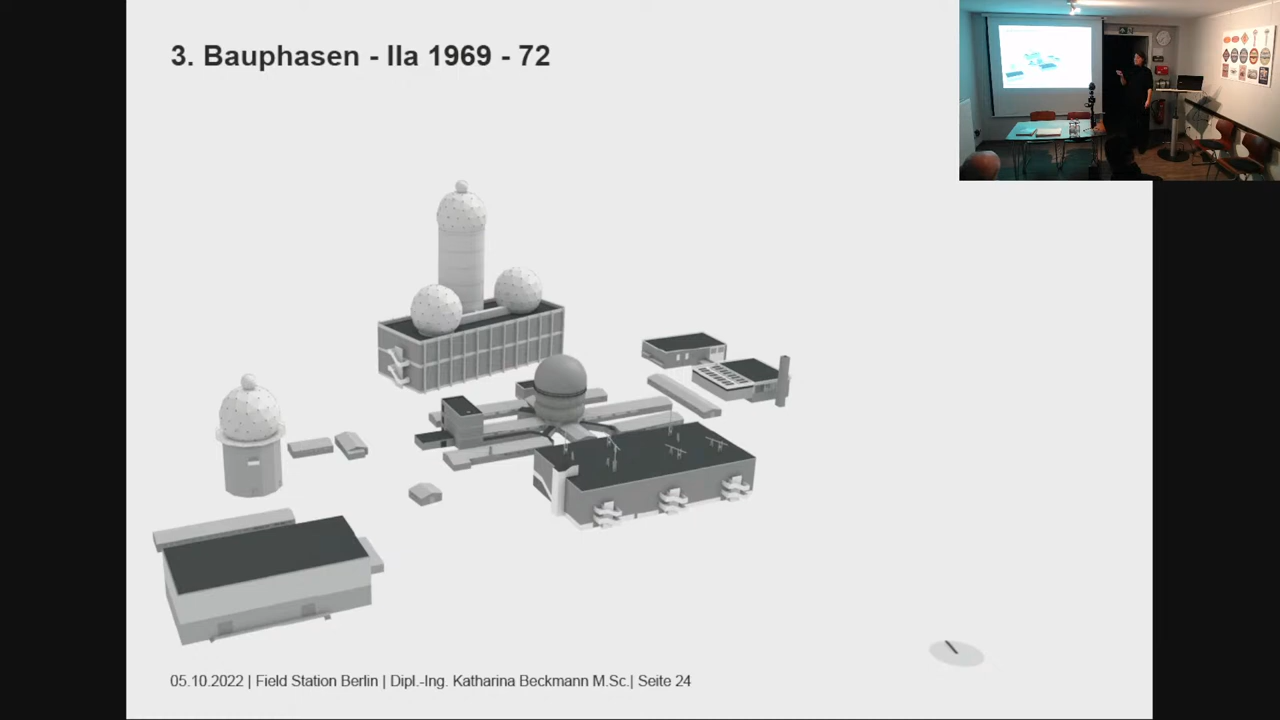 3. Bauphasen - IIa 1969 - 72
05.10.2022 | Field Station Berlin | Dipl.-Ing. Katharina Beckmann M.Sc.| Seite 24